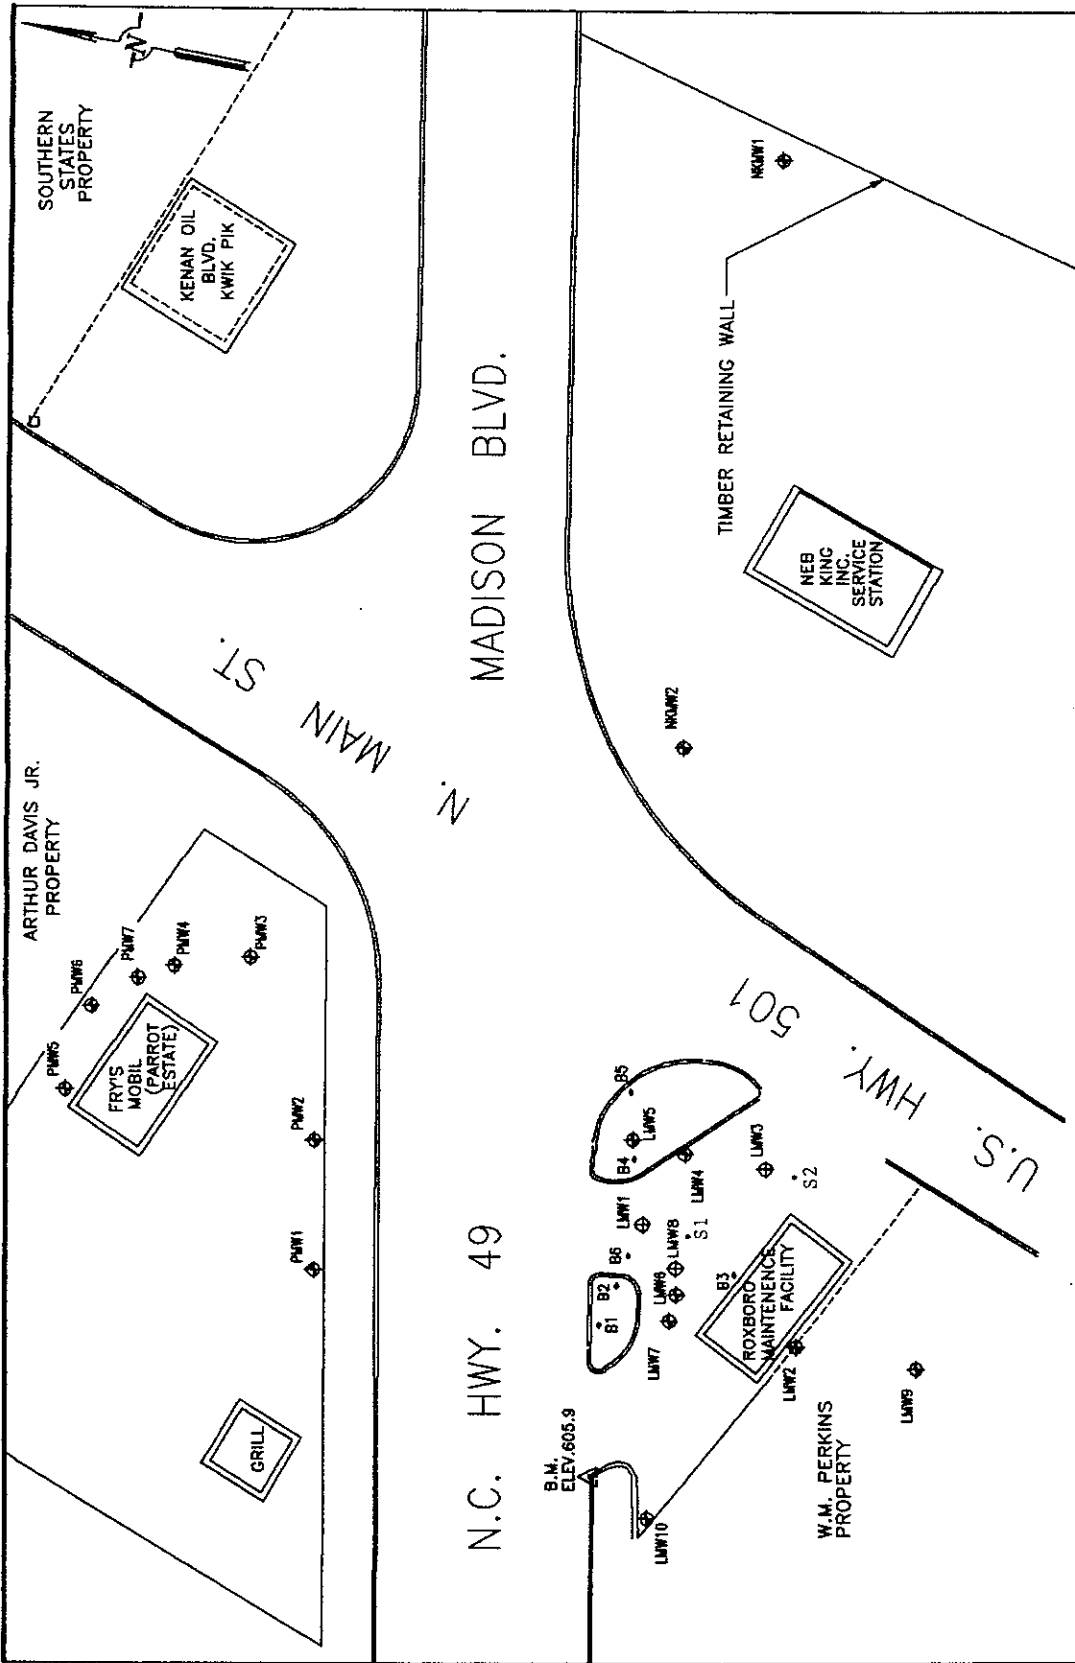 SOUTHERN
STATES
PROPERTY
N
KENAN OIL
BLVD.
KWIK PIK
ARTHUR DAVIS JR.
PROPERTY
N. MAIN ST.
MADISON BLVD.
NKMW1
TIMBER RETAINING WALL
NEB
KING
INC.
SERVICE
STATION
NKMW2
PMW6
PMW7
PMW4
PMW3
PMW5
FRY'S
MOBIL
(PARROT
ESTATE)
PMW2
PMW1
GRILL
N.C. HWY. 49
U.S. HWY. 501
B5
B4
LMW5
LMW4
LMW3
S2
LMW1
S1
B6
LMW8
LMW6
B2
B1
LMW7
B3
ROXBORO
MAINTENENCE
FACILITY
LMW2
LMW9
B.M.
ELEV.605.9
LMW10
W.M. PERKINS
PROPERTY